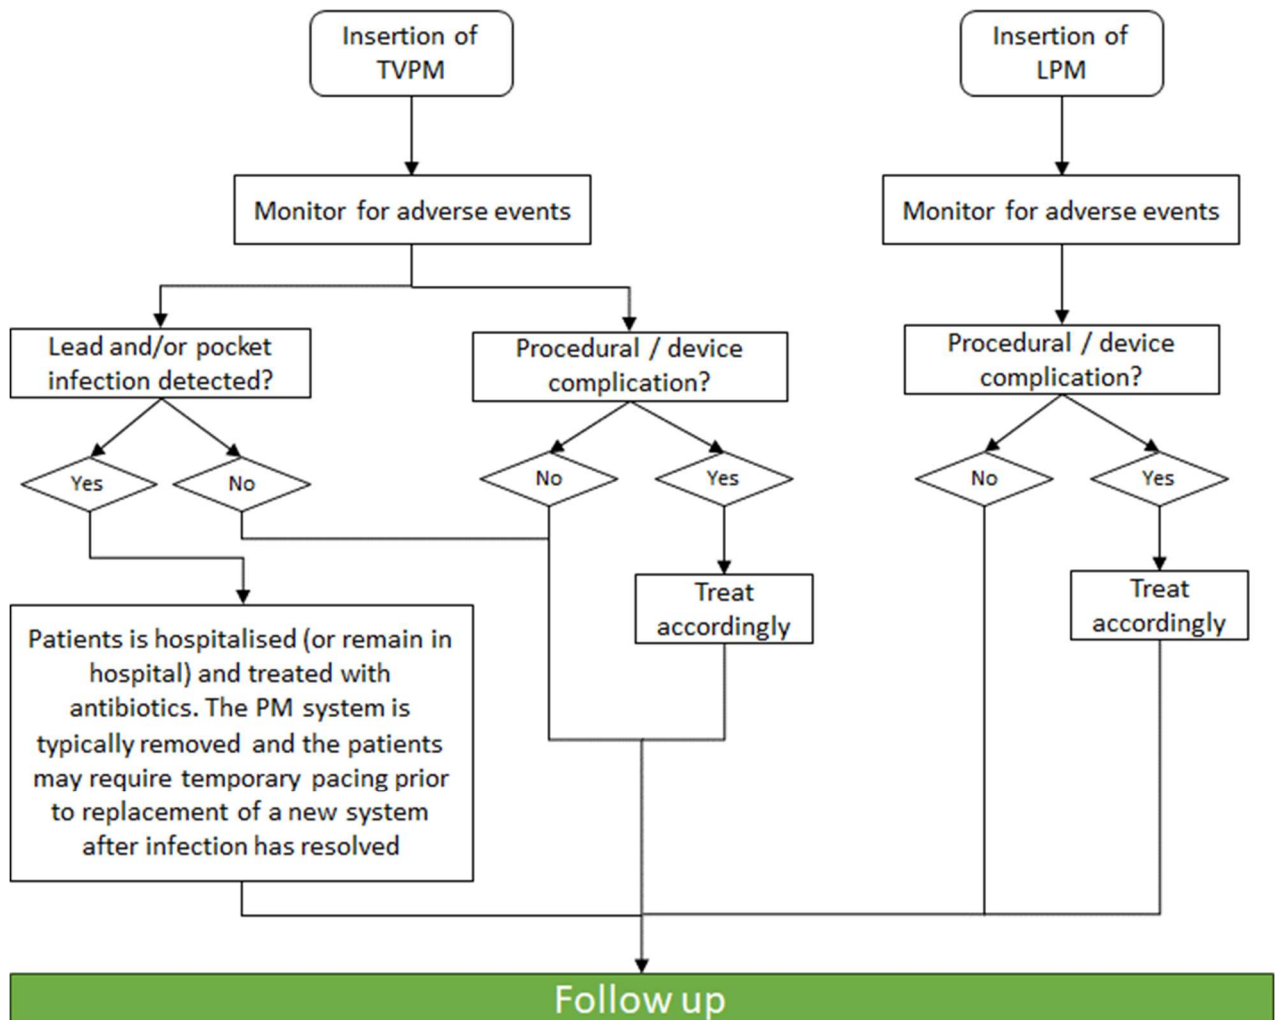 Insertion of
TVPM
Insertion of
LPM
Monitor for adverse events
Monitor for adverse events
Lead and/or pocket
infection detected?
Procedural / device
complication?
Procedural / device
complication?
Yes
No
No
Yes
No
Yes
Treat
accordingly
Treat
accordingly
Patients is hospitalised (or remain in
hospital) and treated with
antibiotics. The PM system is
typically removed and the patients
may require temporary pacing prior
to replacement of a new system
after infection has resolved
Follow up